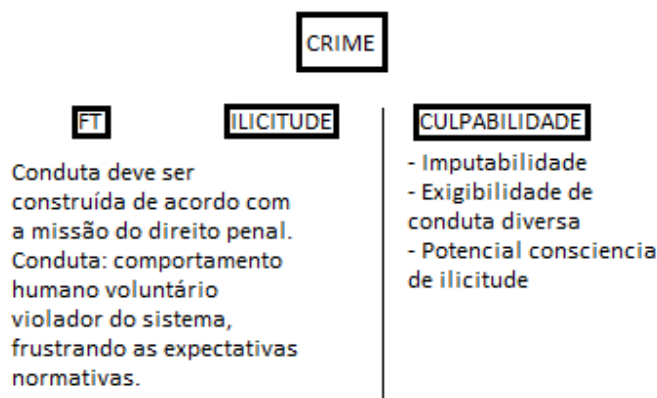 CRIME
FT
ILICITUDE
Conduta deve ser
construída de acordo com
a missão do direito penal.
Conduta: comportamento
humano voluntário
violador do sistema,
frustrando as expectativas
normativas.
CULPABILIDADE
- Imputabilidade
- Exigibilidade de
conduta diversa
- Potencial consciencia
de ilicitude